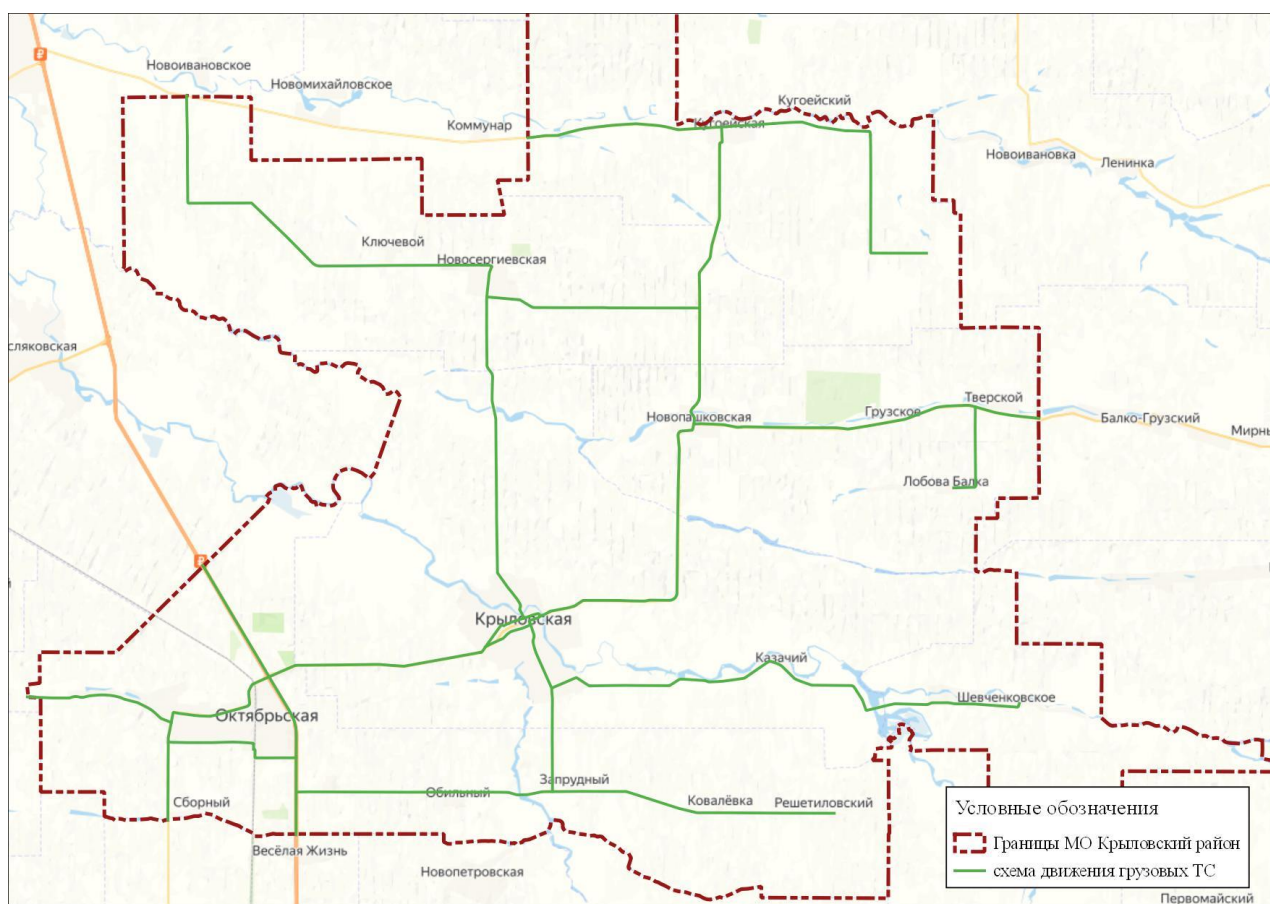 Новоивановское
Новомихайловское
Кугоейский
Коммунар
Кугоейская
Новоивановка
Ленинка
Ключевой
Новосергиевская
сляковская
Тверской
Новопашковская
Грузское
Балко-Грузский
Мирны
Лобова Балка
Крыловская
Казачий
Шевченковское
Октябрьская
Запрудный
Обильный
Сборный
Ковалёвка
Решетиловский
Весёлая Жизнь
Новопетровская
Условные обозначения
Границы МО Крыловский район
схема движения грузовых ТС
Первомайский